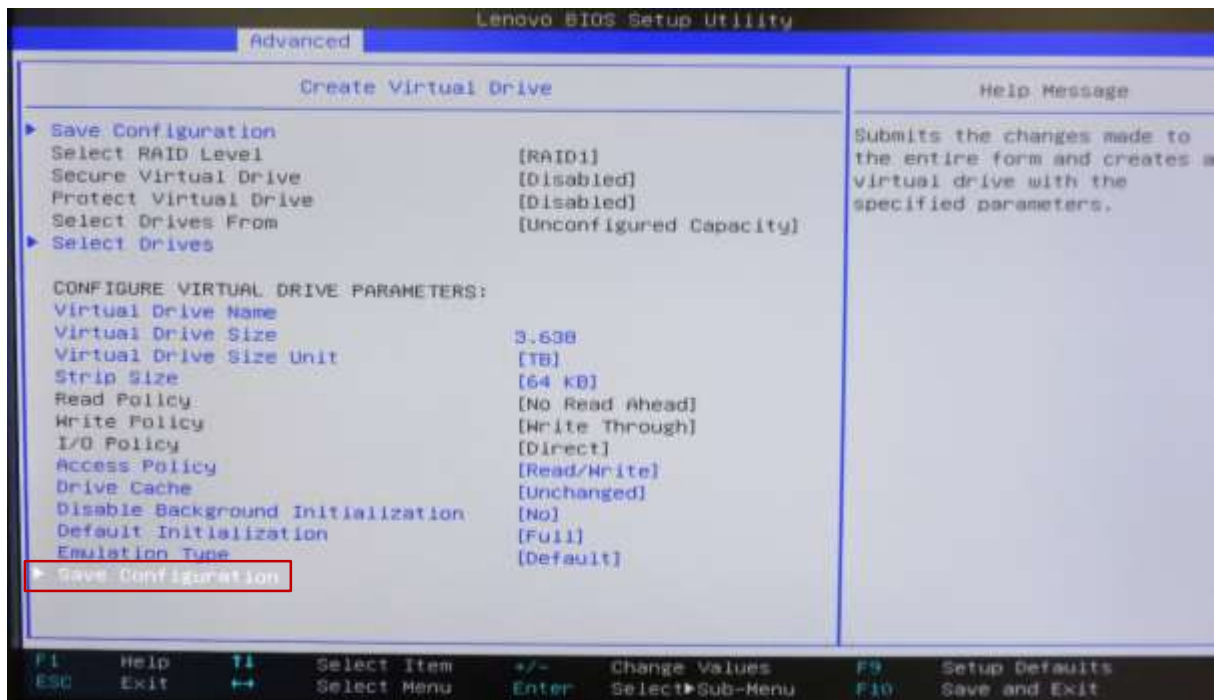 Lenovo BIOS Setup Utility
Advanced
Create Virtual Drive
Help Message
Save Configuration
Select RAID Level [RAID1]
Secure Virtual Drive [Disabled]
Protect Virtual Drive [Disabled]
Select Drives From [Unconfigured Capacity]
Select Drives
CONFIGURE VIRTUAL DRIVE PARAMETERS:
Virtual Drive Name
Virtual Drive Size 3.638
Virtual Drive Size Unit [TB]
Strip Size [64 KB]
Read Policy [No Read Ahead]
Write Policy [Write Through]
I/O Policy [Direct]
Access Policy [Read/Write]
Drive Cache [Unchanged]
Disable Background Initialization [No]
Default Initialization [Full]
Emulation Type [Default]
Save Configuration
Submits the changes made to
the entire form and creates a
virtual drive with the
specified parameters.
F1 Help ↑↓ Select Item +/- Change Values F9 Setup Defaults
ESC Exit ↔ Select Menu Enter Select▶Sub-Menu F10 Save and Exit